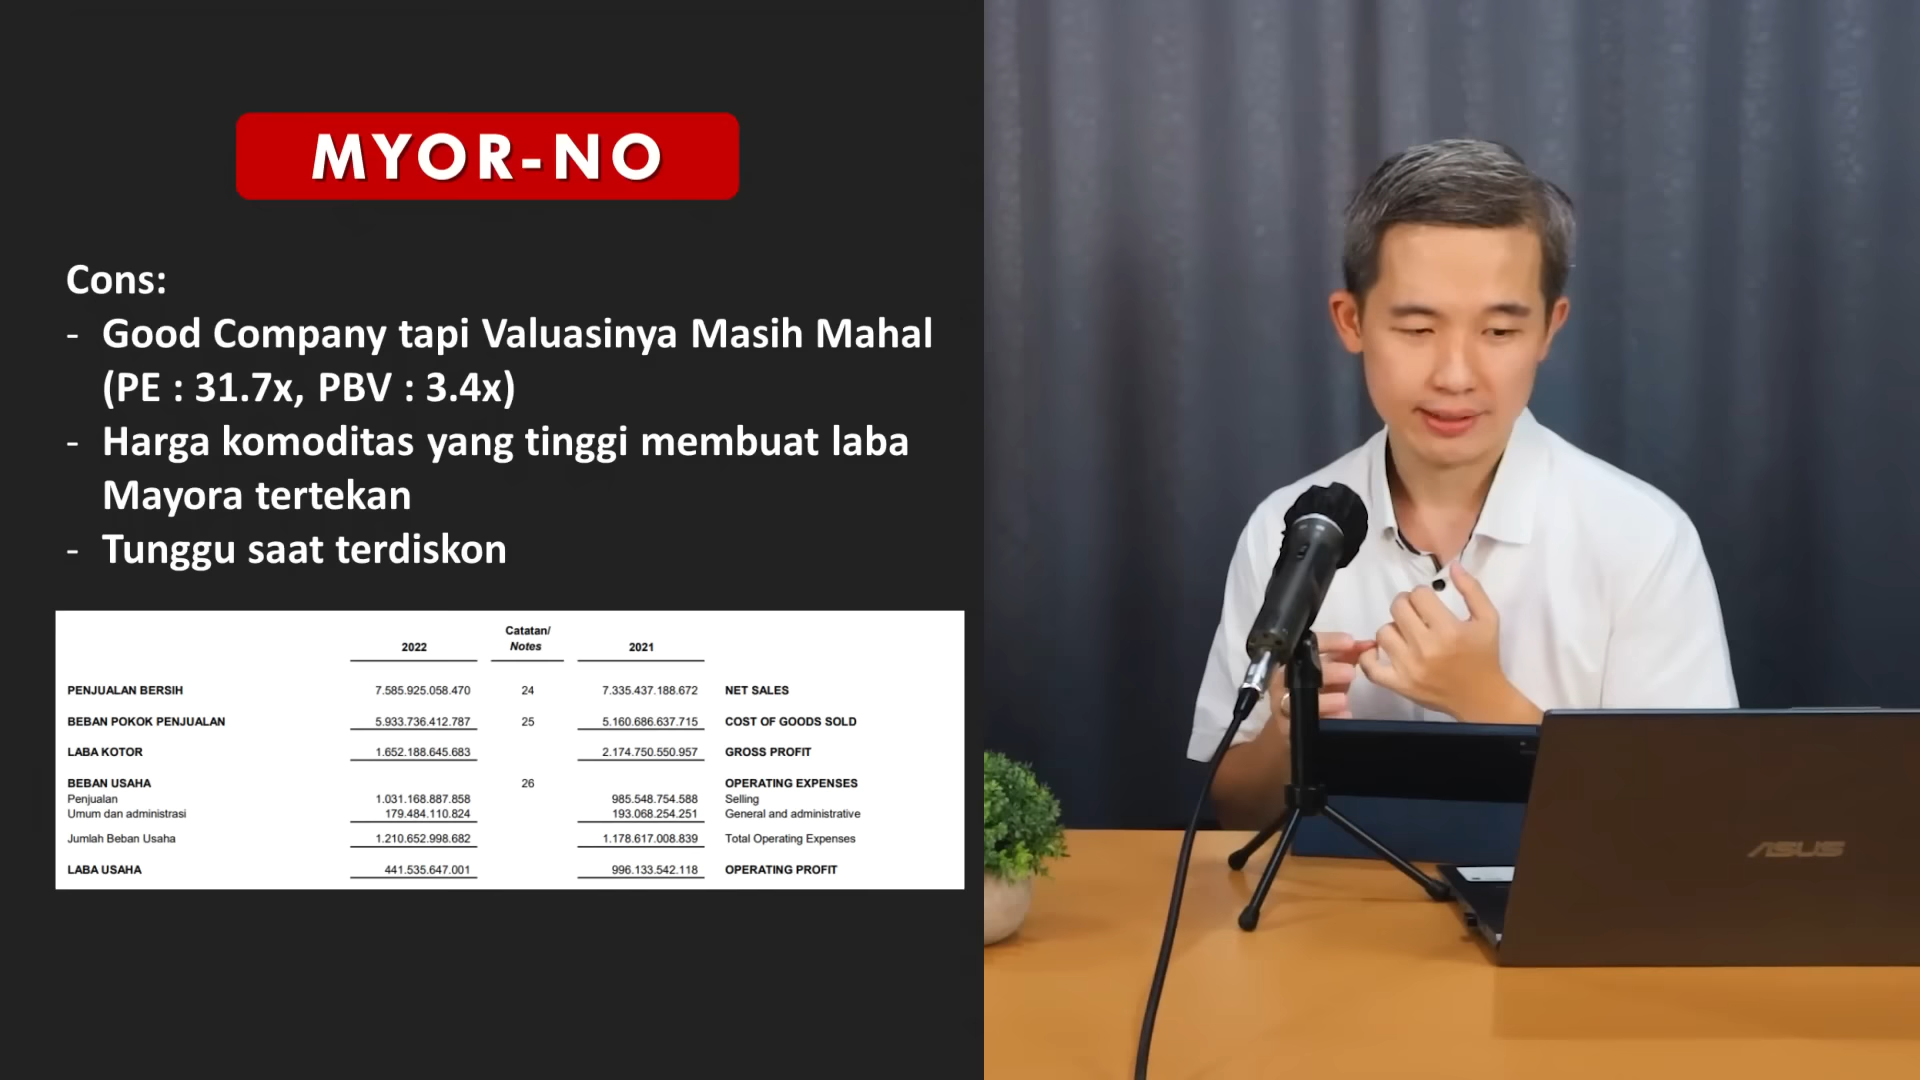 MYOR-NO
Cons:
- Good Company tapi Valuasinya Masih Mahal
(PE : 31.7x, PBV : 3.4x)
- Harga komoditas yang tinggi membuat laba
Mayora tertekan
- Tunggu saat terdiskon
Catatan/
2022 Notes 2021
PENJUALAN BERSIH 7.585.925.058.470 24 7.335.437.188.672 NET SALES
BEBAN POKOK PENJUALAN 5.933.736.412.787 25 5.160.686.637.715 COST OF GOODS SOLD
LABA KOTOR 1.652.188.645.683 2.174.750.550.957 GROSS PROFIT
BEBAN USAHA 26 OPERATING EXPENSES
Penjualan 1.031.168.887.858 985.548.754.588 Selling
Umum dan administrasi 179.484.110.824 193.068.254.251 General and administrative
Jumlah Beban Usaha 1.210.652.998.682 1.178.617.008.839 Total Operating Expenses
LABA USAHA 441.535.647.001 996.133.542.118 OPERATING PROFIT
ASUS